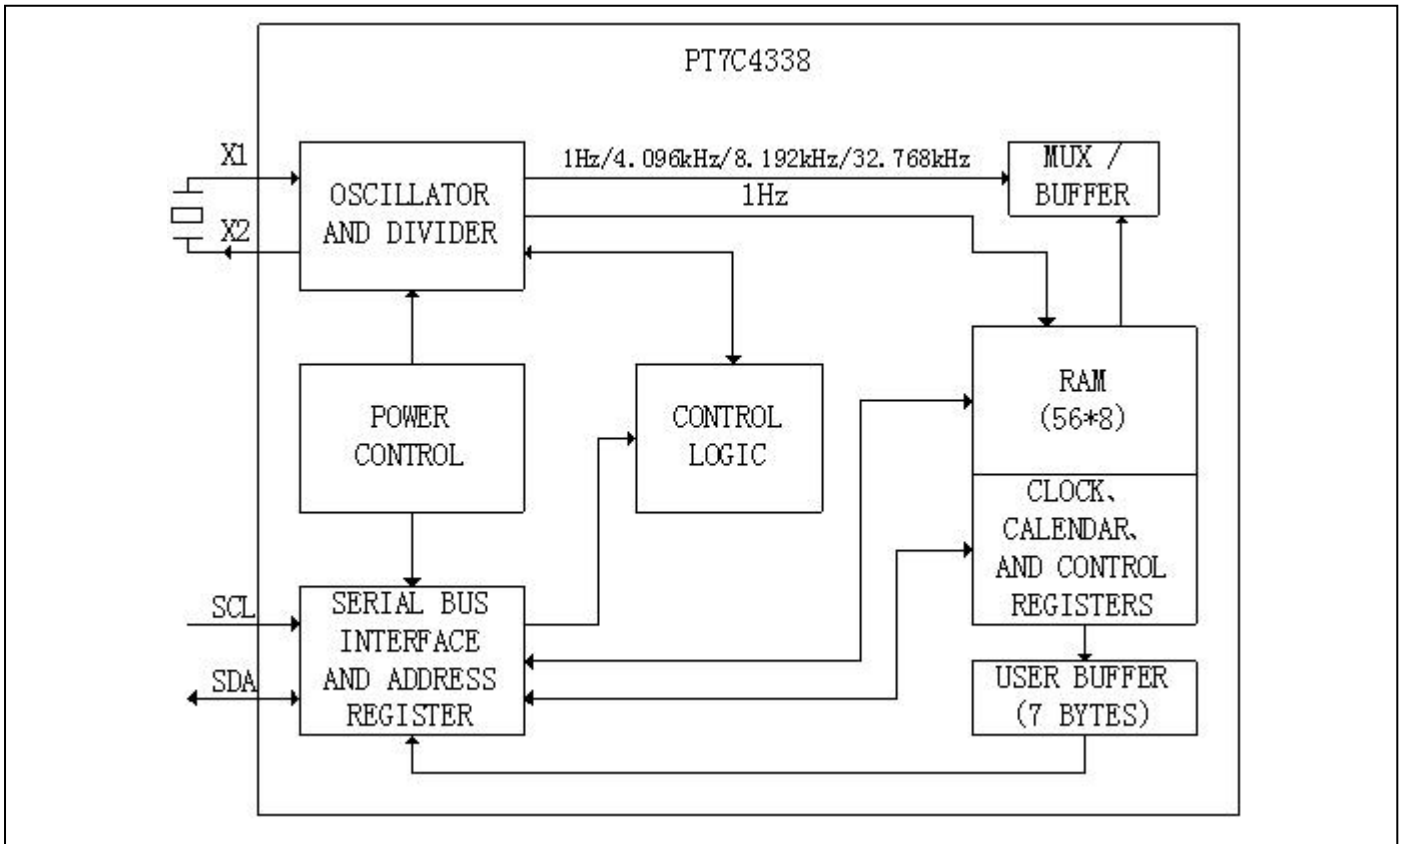 PT7C4338
X1
X2
OSCILLATOR
AND DIVIDER
1Hz/4.096kHz/8.192kHz/32.768kHz
1Hz
MUX /
BUFFER
POWER
CONTROL
CONTROL
LOGIC
RAM
(56*8)
CLOCK、
CALENDAR、
AND CONTROL
REGISTERS
SCL
SDA
SERIAL BUS
INTERFACE
AND ADDRESS
REGISTER
USER BUFFER
(7 BYTES)